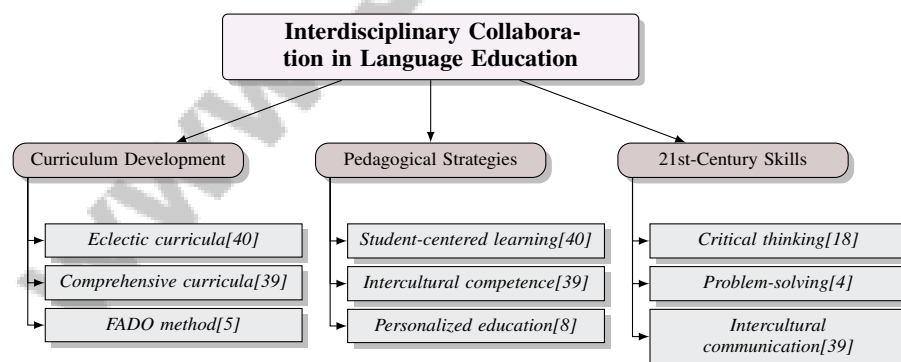 Interdisciplinary Collabora-
tion in Language Education
Curriculum Development
Pedagogical Strategies
21st-Century Skills
Eclectic curricula[40]
Comprehensive curricula[39]
FADO method[5]
Student-centered learning[40]
Intercultural competence[39]
Personalized education[8]
Critical thinking[18]
Problem-solving[4]
Intercultural
communication[39]